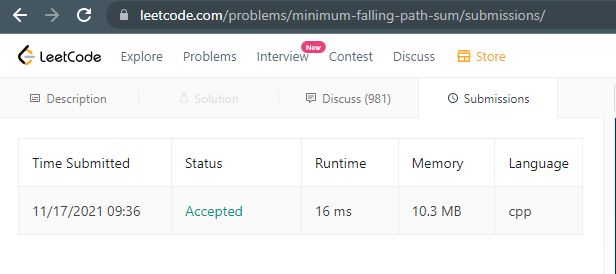 leetcode.com/problems/minimum-falling-path-sum/submissions/
LeetCode Explore Problems Interview New Contest Discuss Store
Description Solution Discuss (981) Submissions
Time Submitted Status Runtime Memory Language
11/17/2021 09:36 Accepted 16 ms 10.3 MB cpp